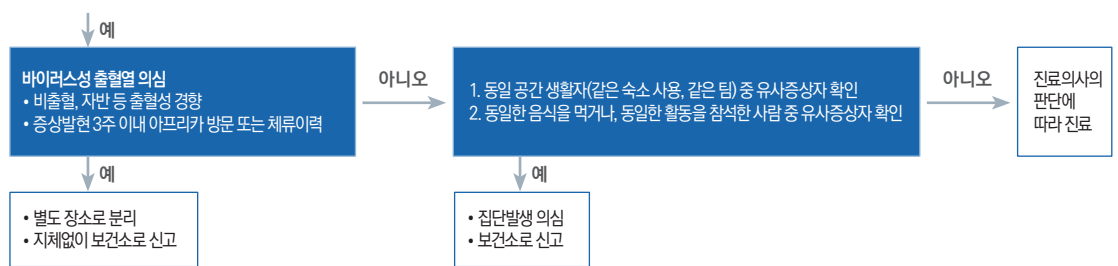 예
바이러스성 출혈열 의심
• 비출혈, 자반 등 출혈성 경향
• 증상발현 3주 이내 아프리카 방문 또는 체류이력
아니오
1. 동일 공간 생활자(같은 숙소 사용, 같은 팀) 중 유사증상자 확인
2. 동일한 음식을 먹거나, 동일한 활동을 참석한 사람 중 유사증상자 확인
아니오
진료의사의
판단에
따라 진료
예
• 별도 장소로 분리
• 지체없이 보건소로 신고
예
• 집단발생 의심
• 보건소로 신고